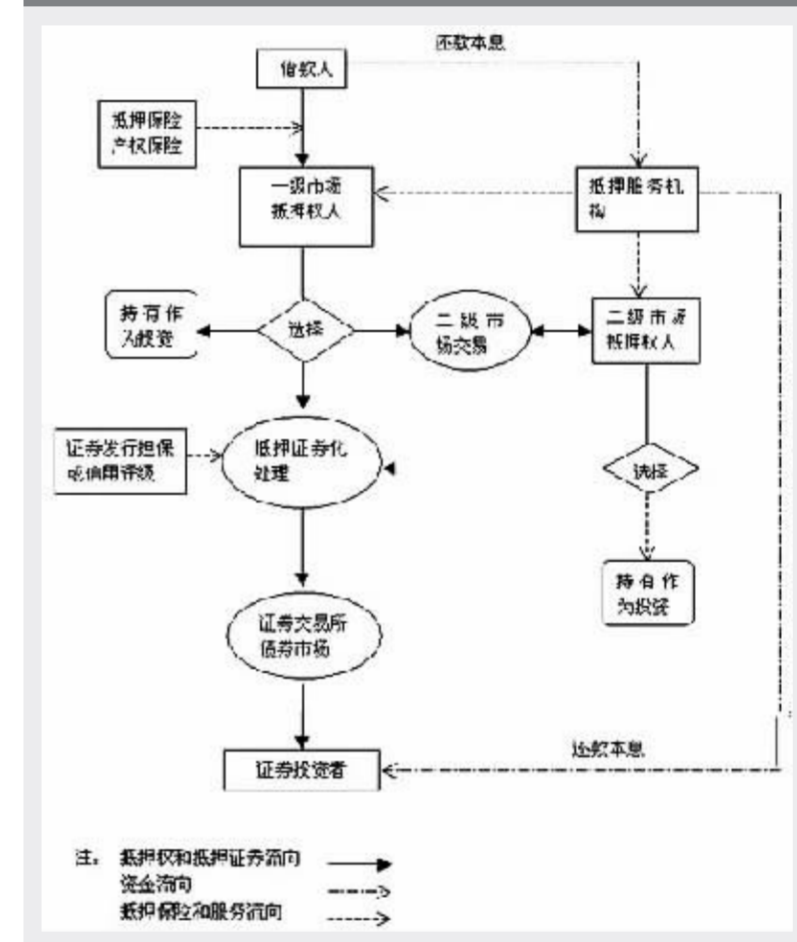 还款本息
借款人
抵押保险
产权保险
一级市场
抵押权人
抵押服务机
构
持有作
为投资
选择
二级市
场交易
二级市场
抵押权人
证券发行担保
或信用评级
抵押证券化
处理
选择
持有作
为投资
证券交易所
债券市场
还款本息
证券投资者
注：抵押权和抵押证券流向
资金流向
抵押保险和服务流向